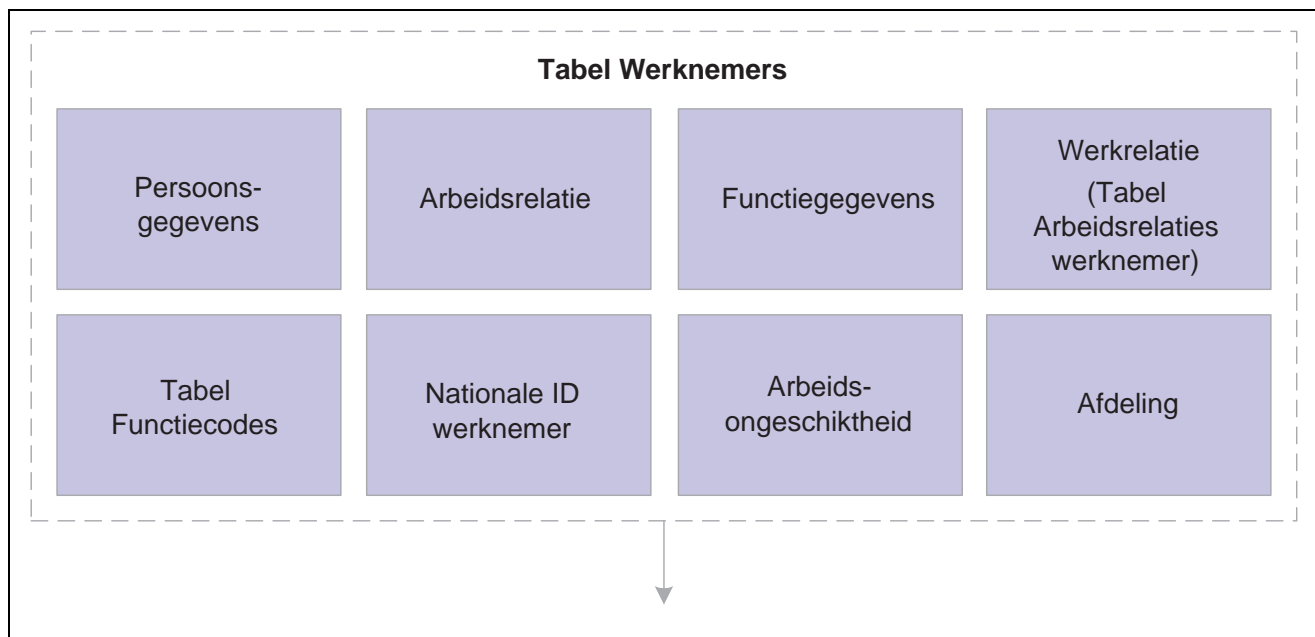 Tabel Werknemers
Persoons-
gegevens
Arbeidsrelatie
Functiegegevens
Werkrelatie
(Tabel
Arbeidsrelaties
werknemer)
Tabel
Functiecodes
Nationale ID
werknemer
Arbeids-
ongeschiktheid
Afdeling